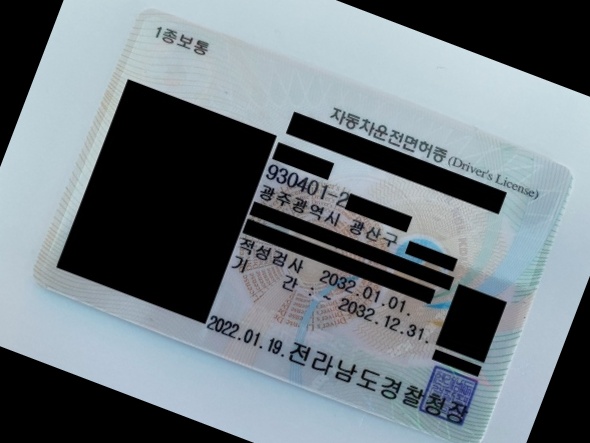 1종보통
자동차운전면허증 (Driver's License)
930401-2
광주광역시 광산구
적성검사 2032.01.01.
기 간 : ~ 2032.12.31.
2022.01.19. 전라남도경찰청장